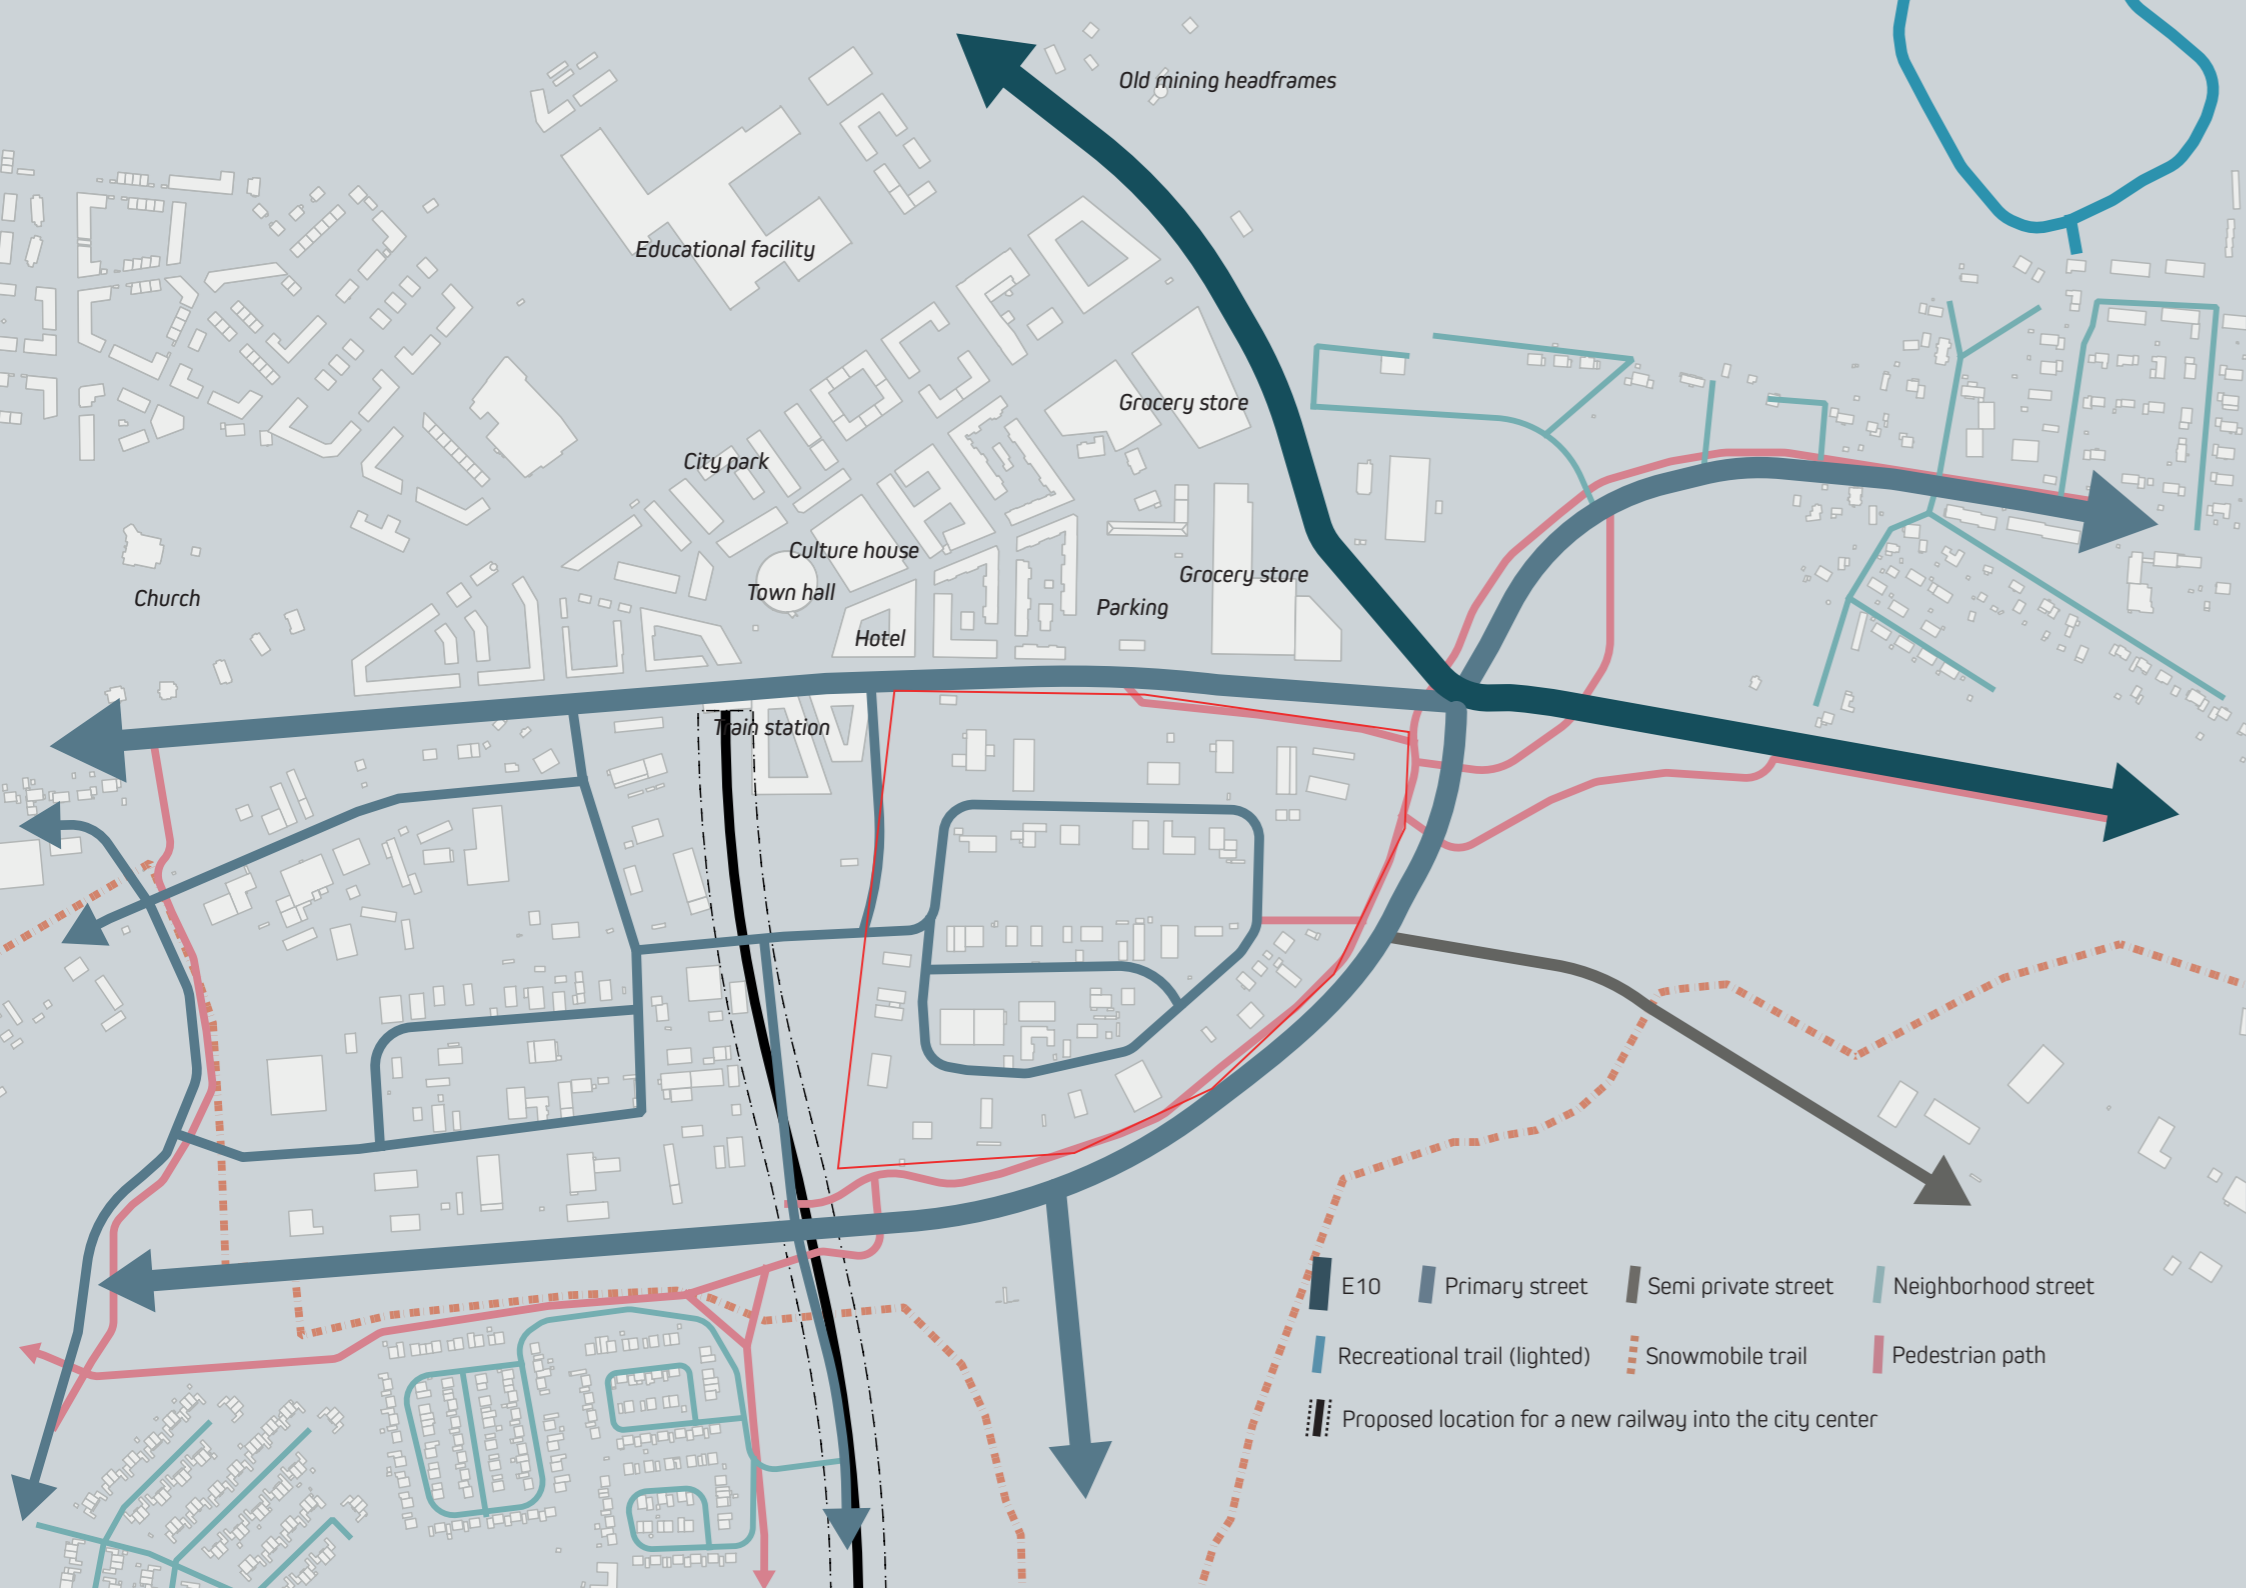 Old mining headframes
Educational facility
Grocery store
City park
Culture house
Grocery store
Town hall
Church
Parking
Hotel
Train station
E10
Primary street
Semi private street
Neighborhood street
Recreational trail (lighted)
Snowmobile trail
Pedestrian path
Proposed location for a new railway into the city center